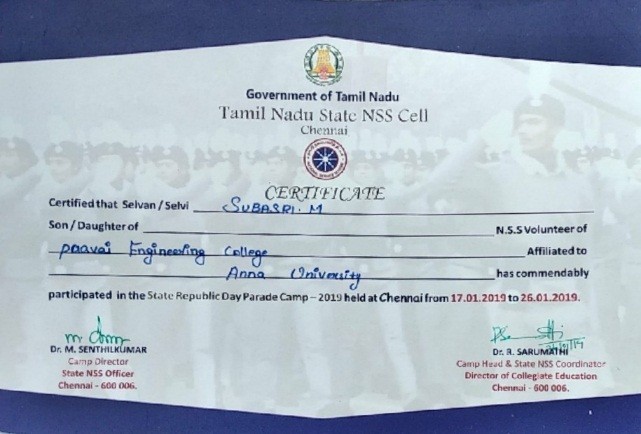 Government of Tamil Nadu
Tamil Nadu State NSS Cell
Chennai
CERTIFICATE
Certified that Selvan / Selvi SUBASRI. M
Son / Daughter of N.S.S Volunteer of
paavai Engineering College Affiliated to
Anna University has commendably
participated in the State Republic Day Parade Camp – 2019 held at Chennai from 17.01.2019 to 26.01.2019.
Dr. M. SENTHILKUMAR
Camp Director
State NSS Officer
Chennai - 600 006.
Dr. R. SARUMATHI
Camp Head & State NSS Coordinator
Director of Collegiate Education
Chennai - 600 006.